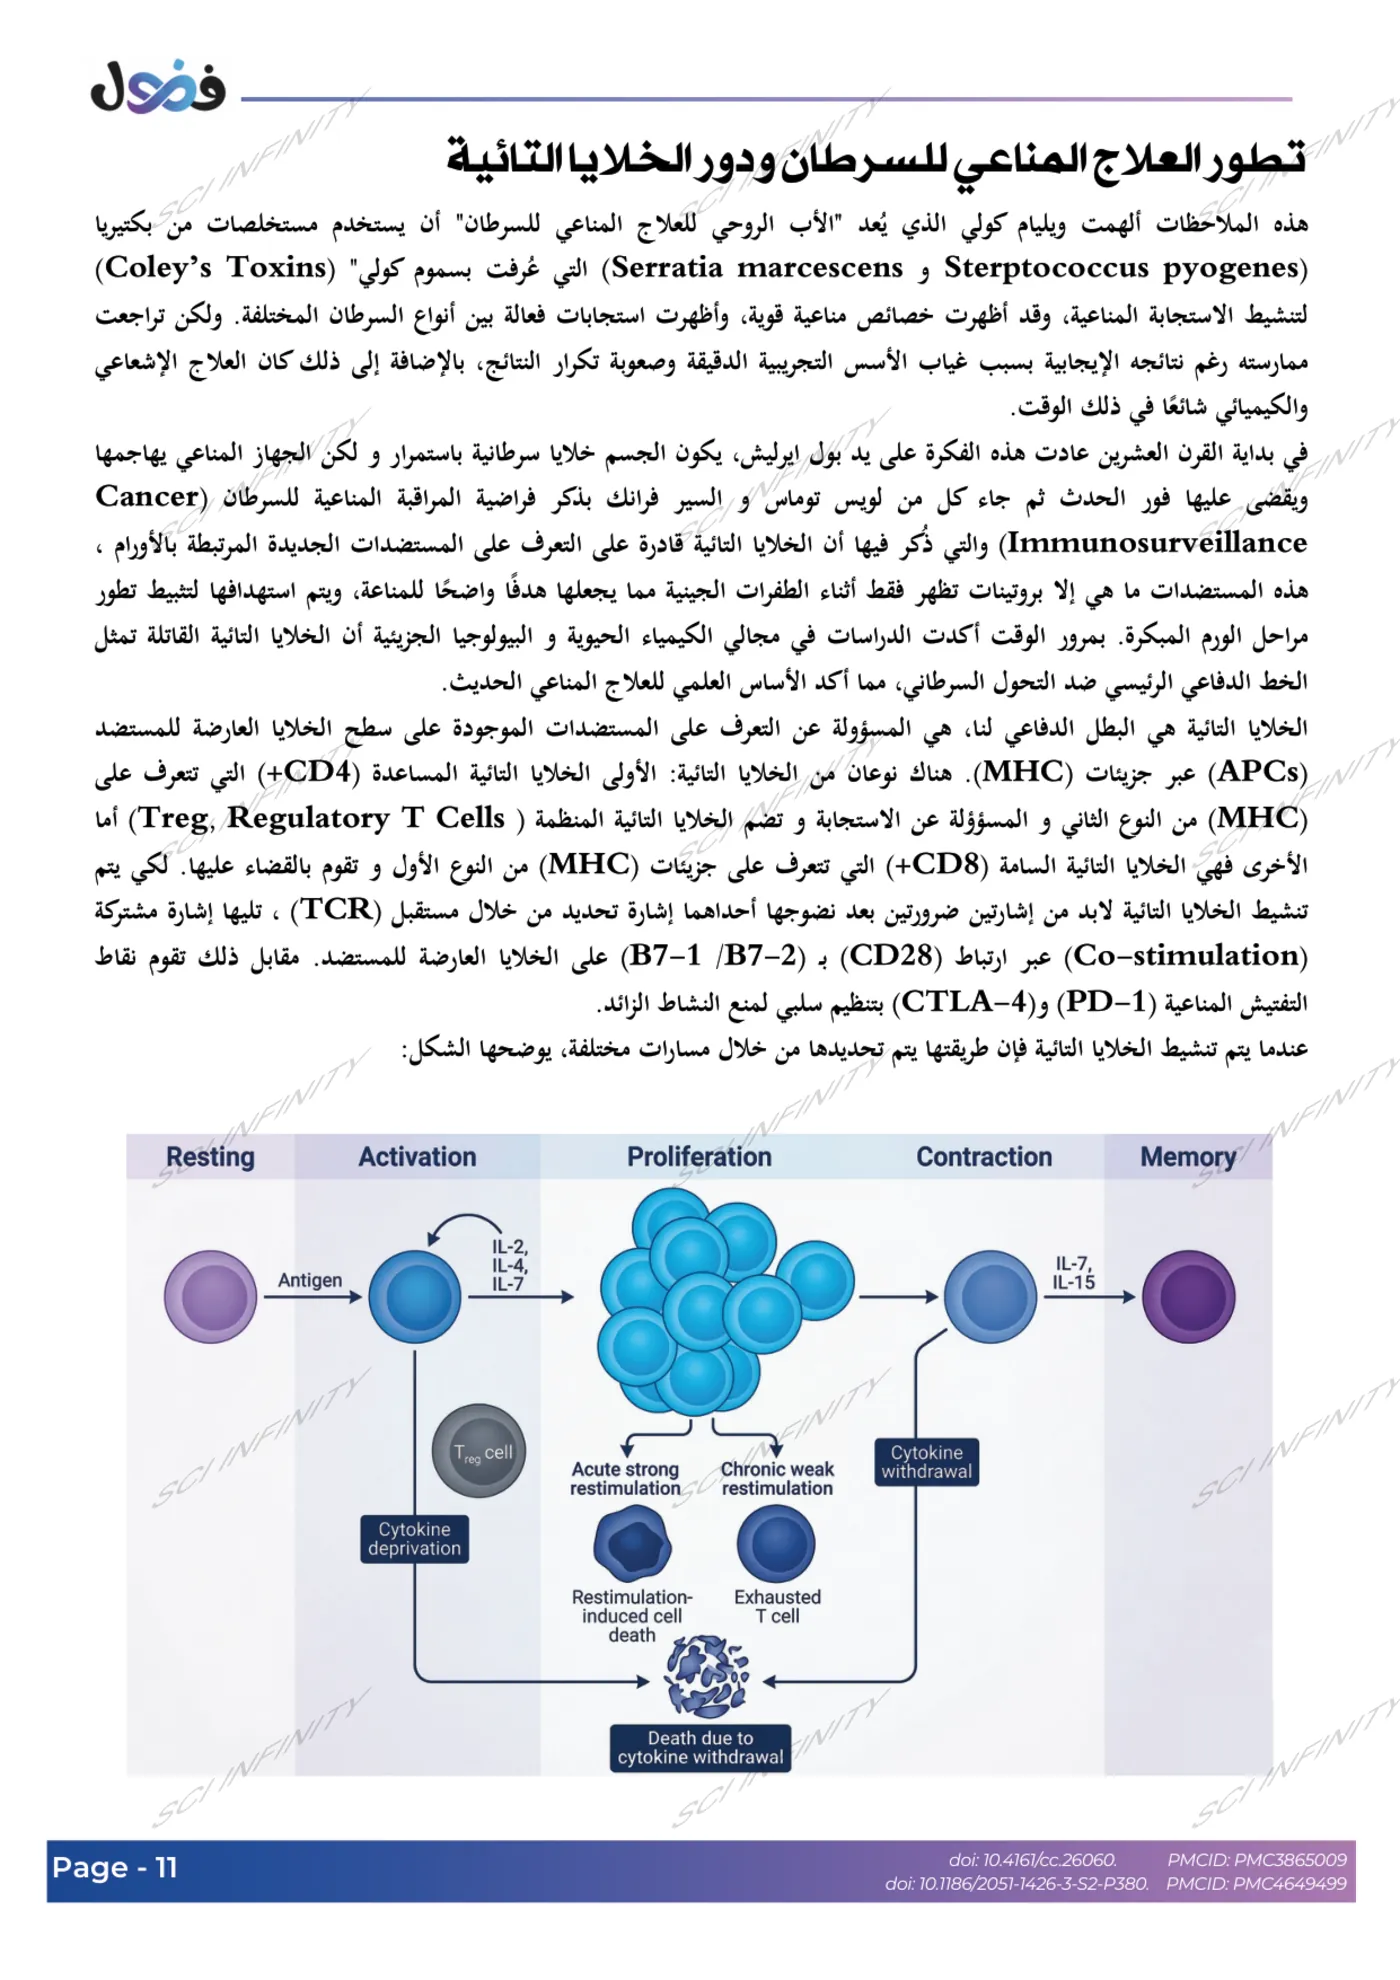 فضول
تطور العلاج المناعي للسرطان ودور الخلايا التائية
هذه الملاحظات ألهمت ويليام كولي الذي يُعد "الأب الروحي للعلاج المناعي للسرطان" أن يستخدم مستخلصات من بكتيريا
(Sterptococcus pyogenes و Serratia marcescens) التي عُرفت بسموم كولي" (Coley's Toxins)
لتنشيط الاستجابة المناعية، وقد أظهرت خصائص مناعية قوية، وأظهرت استجابات فعالة بين أنواع السرطان المختلفة. ولكن تراجعت
ممارسته رغم نتائجه الإيجابية بسبب غياب الأسس التجريبية الدقيقة وصعوبة تكرار النتائج، بالإضافة إلى ذلك كان العلاج الإشعاعي
والكيميائي شائعًا في ذلك الوقت.
في بداية القرن العشرين عادت هذه الفكرة على يد بول ايرليش، يكون الجسم خلايا سرطانية باستمرار و لكن الجهاز المناعي يهاجمها
ويقضى عليها فور الحدث ثم جاء كل من لويس توماس و السير فرانك بذكر فراضية المراقبة المناعية للسرطان (Cancer
Immunosurveillance) والتي ذُكر فيها أن الخلايا التائية قادرة على التعرف على المستضدات الجديدة المرتبطة بالأورام ،
هذه المستضدات ما هي إلا بروتينات تظهر فقط أثناء الطفرات الجينية مما يجعلها هدفًا واضحًا للمناعة، ويتم استهدافها لتثبيط تطور
مراحل الورم المبكرة. بمرور الوقت أكدت الدراسات في مجالي الكيمياء الحيوية و البيولوجيا الجزيئية أن الخلايا التائية القاتلة تمثل
الخط الدفاعي الرئيسي ضد التحول السرطاني، مما أكد الأساس العلمي للعلاج المناعي الحديث.
الخلايا التائية هي البطل الدفاعي لنا، هي المسؤولة عن التعرف على المستضدات الموجودة على سطح الخلايا العارضة للمستضد
(APCs) عبر جزيئات (MHC). هناك نوعان من الخلايا التائية: الأولى الخلايا التائية المساعدة (CD4+) التي تتعرف على
(MHC) من النوع الثاني و المسؤؤلة عن الاستجابة و تضم الخلايا التائية المنظمة ( Treg, Regulatory T Cells) أما
الأخرى فهي الخلايا التائية السامة (CD8+) التي تتعرف على جزيئات (MHC) من النوع الأول و تقوم بالقضاء عليها. لكي يتم
تنشيط الخلايا التائية لابد من إشارتين ضرورتين بعد نضوجها أحداهما إشارة تحديد من خلال مستقبل (TCR) ، تليها إشارة مشتركة
(Co-stimulation) عبر ارتباط (CD28) بـ (B7-1 /B7-2) على الخلايا العارضة للمستضد. مقابل ذلك تقوم نقاط
التفتيش المناعية (PD-1) و(CTLA-4) بتنظيم سلبي لمنع النشاط الزائد.
عندما يتم تنشيط الخلايا التائية فإن طريقتها يتم تحديدها من خلال مسارات مختلفة، يوضحها الشكل:
Resting Activation Proliferation Contraction Memory
Antigen
IL-2,
IL-4,
IL-7
IL-7,
IL-15
Treg cell
Cytokine
deprivation
Acute strong
restimulation
Chronic weak
restimulation
Cytokine
withdrawal
Restimulation-
induced cell
death
Exhausted
T cell
Death due to
cytokine withdrawal
Page - 11
doi: 10.4161/cc.26060. PMCID: PMC3865009
doi: 10.1186/2051-1426-3-S2-P380. PMCID: PMC4649499
SCI INFINITY